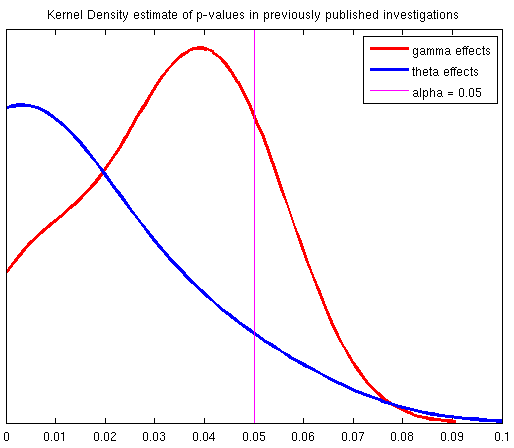 Kernel Density estimate of p-values in previously published investigations
gamma effects
theta effects
alpha = 0.05
0 0.01 0.02 0.03 0.04 0.05 0.06 0.07 0.08 0.09 0.1